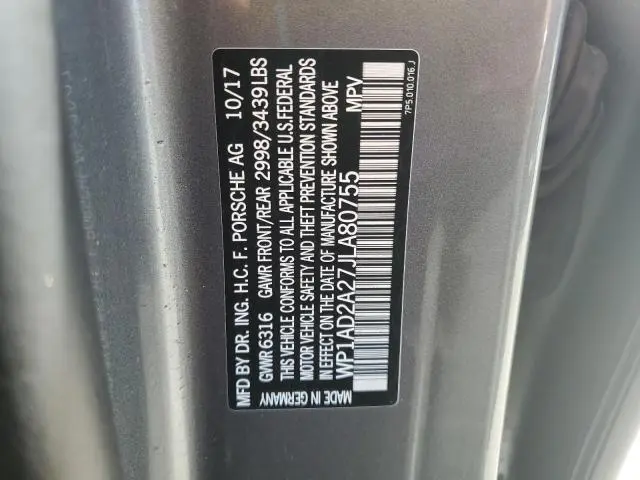 MFD BY DR. ING. H.C. F. PORSCHE AG 10/17
GVWR 6316 GAWR FRONT/REAR 2998/3439LBS
THIS VEHICLE CONFORMS TO ALL APPLICABLE U.S.FEDERAL
MOTOR VEHICLE SAFETY AND THEFT PREVENTION STANDARDS
IN EFFECT ON THE DATE OF MANUFACTURE SHOWN ABOVE
WP1AD2A27JLA80755 MPV
MADE IN GERMANY
7P5.010.016 J